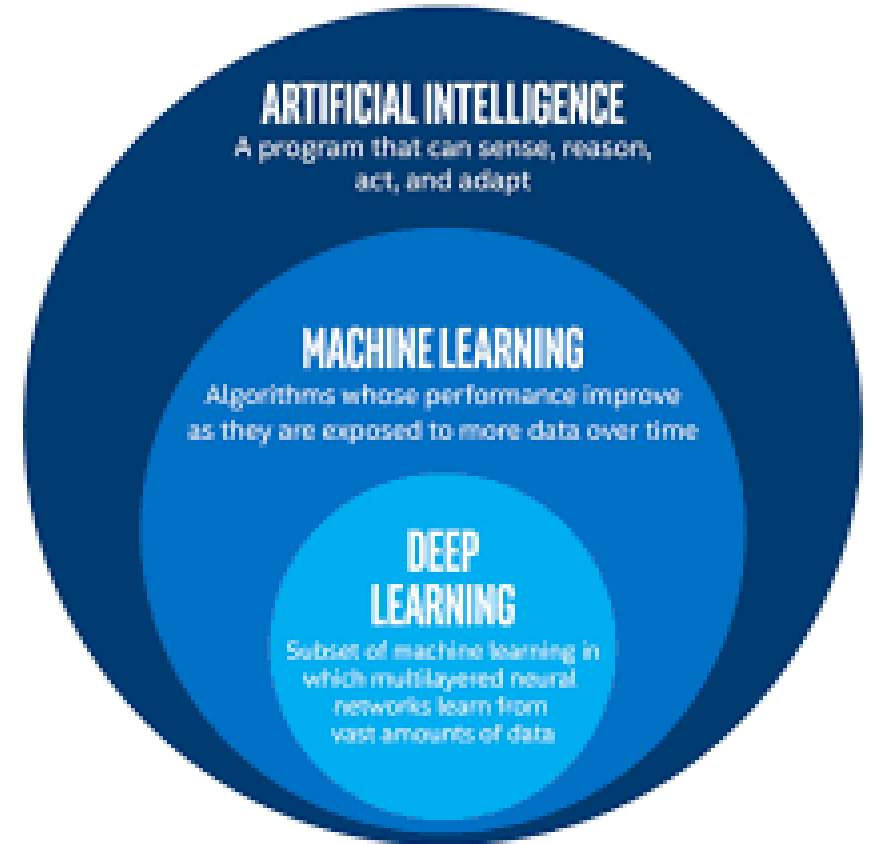 ARTIFICIAL INTELLIGENCE
A program that can sense, reason,
act, and adapt
MACHINE LEARNING
Algorithms whose performance improve
as they are exposed to more data over time
DEEP
LEARNING
Subset of machine learning in
which multilayered neural
networks learn from
vast amounts of data